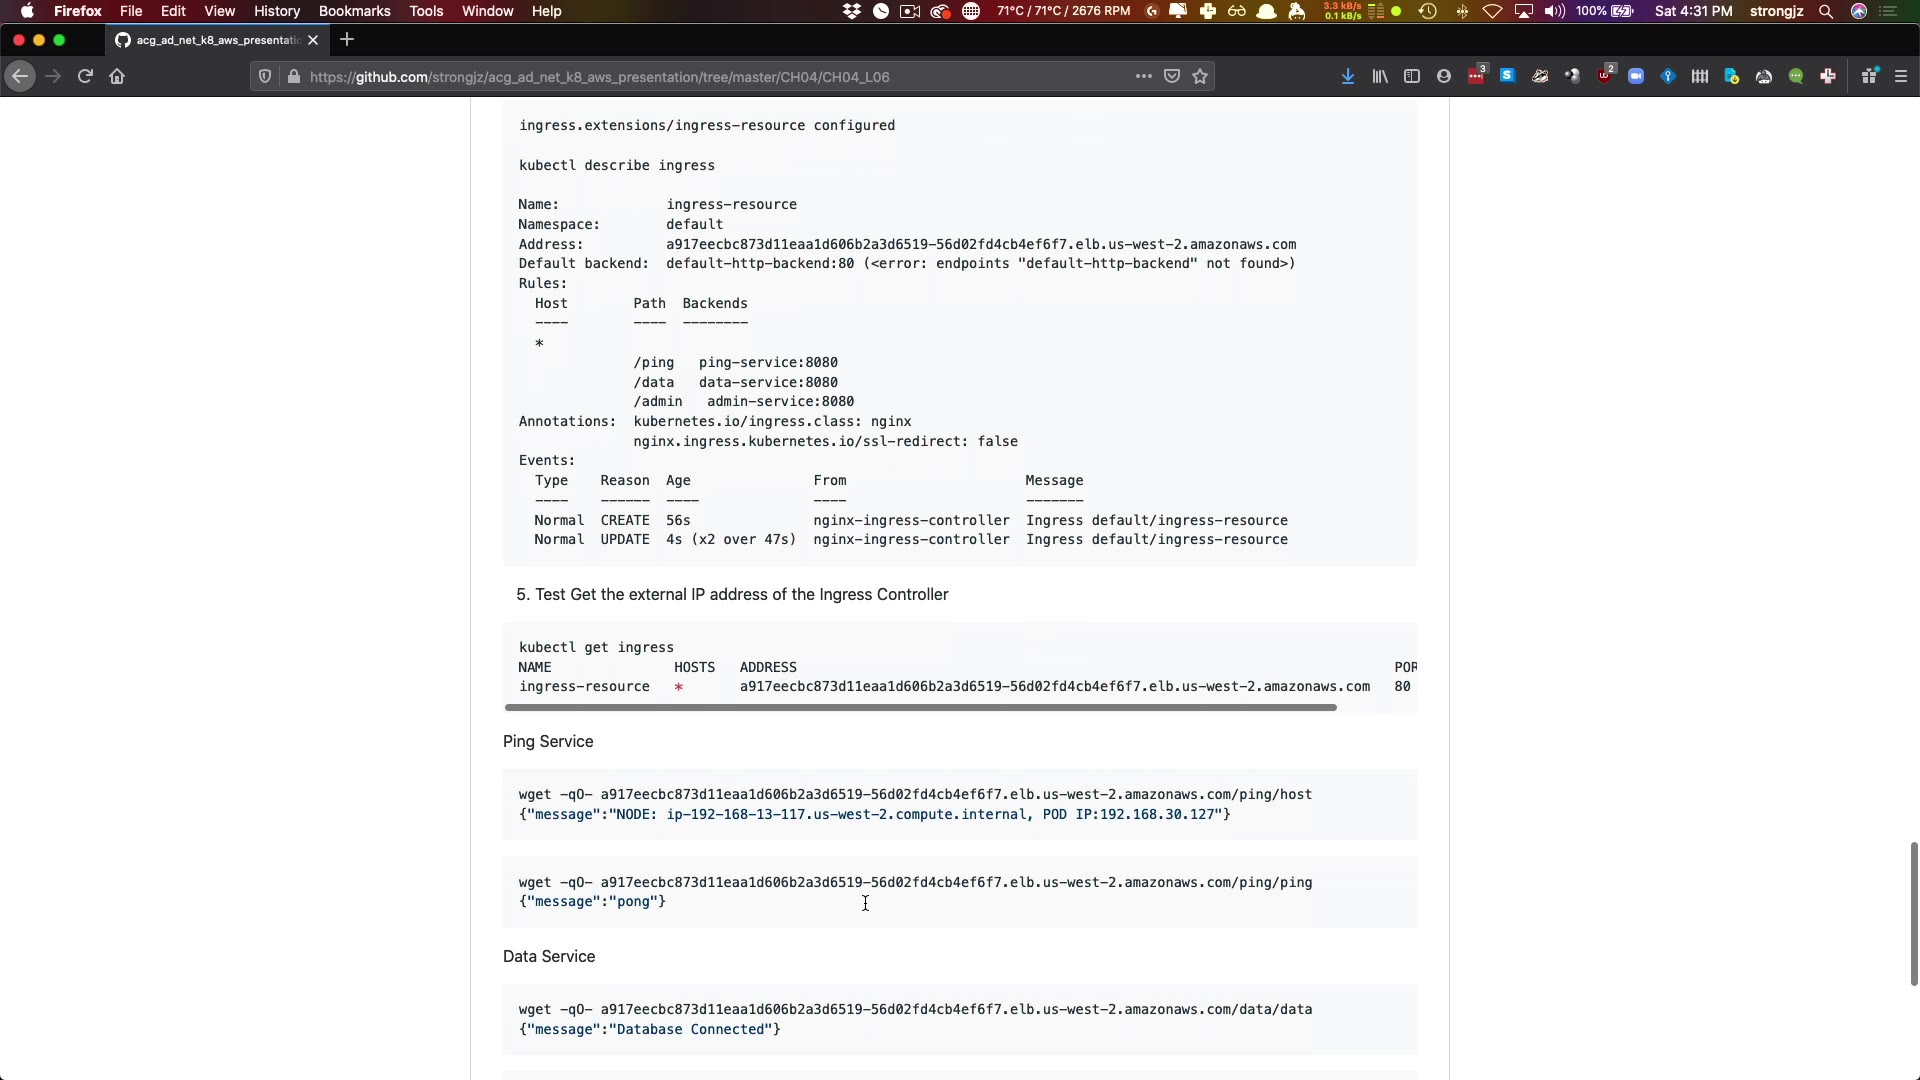 Firefox File Edit View History Bookmarks Tools Window Help 71°C / 71°C / 2676 RPM 3.3 kB/s 0.1 kB/s 100% Sat 4:31 PM strongjz
acg_ad_net_k8_aws_presentatio
https://github.com/strongjz/acg_ad_net_k8_aws_presentation/tree/master/CH04/CH04_L06 3 2
ingress.extensions/ingress-resource configured
kubectl describe ingress
Name: ingress-resource
Namespace: default
Address: a917eecbc873d11eaa1d606b2a3d6519-56d02fd4cb4ef6f7.elb.us-west-2.amazonaws.com
Default backend: default-http-backend:80 (<error: endpoints "default-http-backend" not found>)
Rules:
Host Path Backends
---- ---- --------
*
/ping ping-service:8080
/data data-service:8080
/admin admin-service:8080
Annotations: kubernetes.io/ingress.class: nginx
nginx.ingress.kubernetes.io/ssl-redirect: false
Events:
Type Reason Age From Message
---- ------ ---- ---- -------
Normal CREATE 56s nginx-ingress-controller Ingress default/ingress-resource
Normal UPDATE 4s (x2 over 47s) nginx-ingress-controller Ingress default/ingress-resource
5. Test Get the external IP address of the Ingress Controller
kubectl get ingress
NAME HOSTS ADDRESS POR
ingress-resource * a917eecbc873d11eaa1d606b2a3d6519-56d02fd4cb4ef6f7.elb.us-west-2.amazonaws.com 80
Ping Service
wget -qO- a917eecbc873d11eaa1d606b2a3d6519-56d02fd4cb4ef6f7.elb.us-west-2.amazonaws.com/ping/host
{"message":"NODE: ip-192-168-13-117.us-west-2.compute.internal, POD IP:192.168.30.127"}
wget -qO- a917eecbc873d11eaa1d606b2a3d6519-56d02fd4cb4ef6f7.elb.us-west-2.amazonaws.com/ping/ping
{"message":"pong"}
Data Service
wget -qO- a917eecbc873d11eaa1d606b2a3d6519-56d02fd4cb4ef6f7.elb.us-west-2.amazonaws.com/data/data
{"message":"Database Connected"}